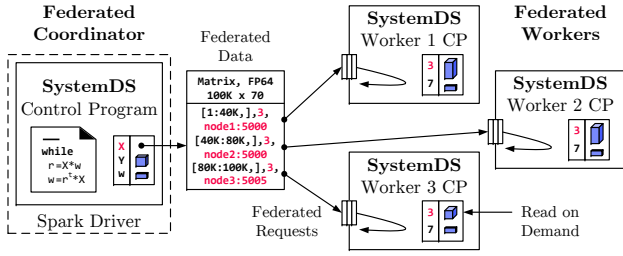 Federated
Coordinator
SystemDS
Control Program
while
r=X*w
w=rᵗ*X
X
Y
w
Spark Driver
Federated
Data
Matrix, FP64
100K x 70
[1:40K,],3,
node1:5000
[40K:80K,],3,
node2:5000
[80K:100K,],3,
node3:5005
Federated
Requests
SystemDS
Worker 1 CP
3
7
Federated
Workers
SystemDS
Worker 2 CP
3
7
SystemDS
Worker 3 CP
3
7
Read on
Demand